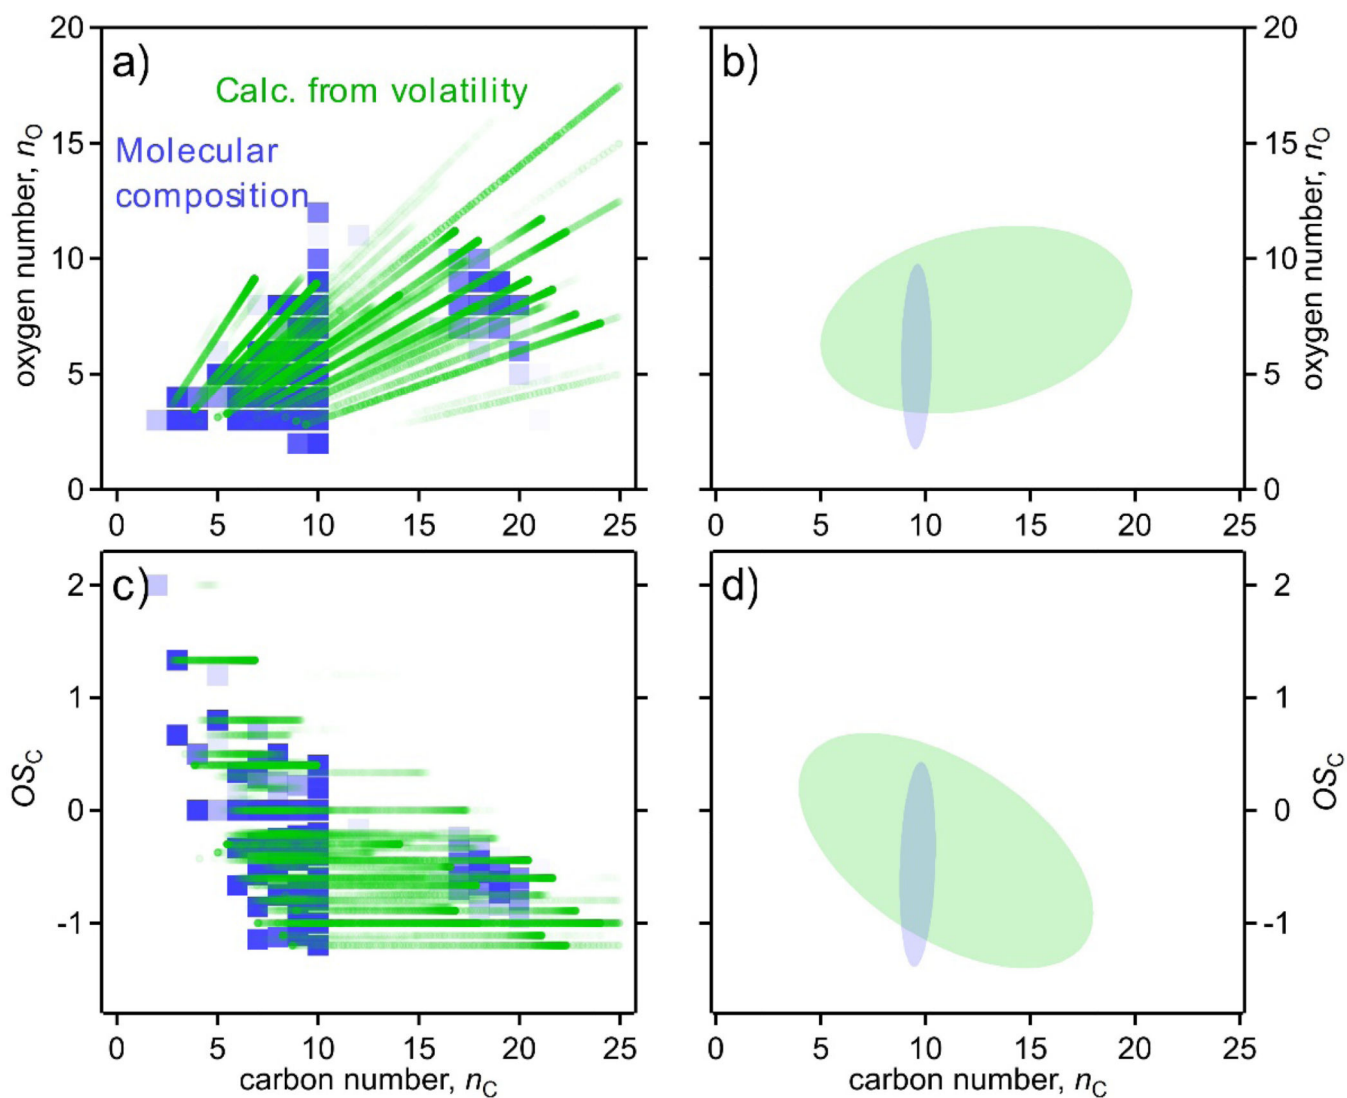 a)
Calc. from volatility
Molecular
composition
oxygen number, nO
20
15
10
5
0
0 5 10 15 20 25
b)
20
15
10
5
0
oxygen number, nO
0 5 10 15 20 25
c)
OSC
2
1
0
-1
0 5 10 15 20 25
carbon number, nC
d)
2
1
0
-1
OSC
0 5 10 15 20 25
carbon number, nC